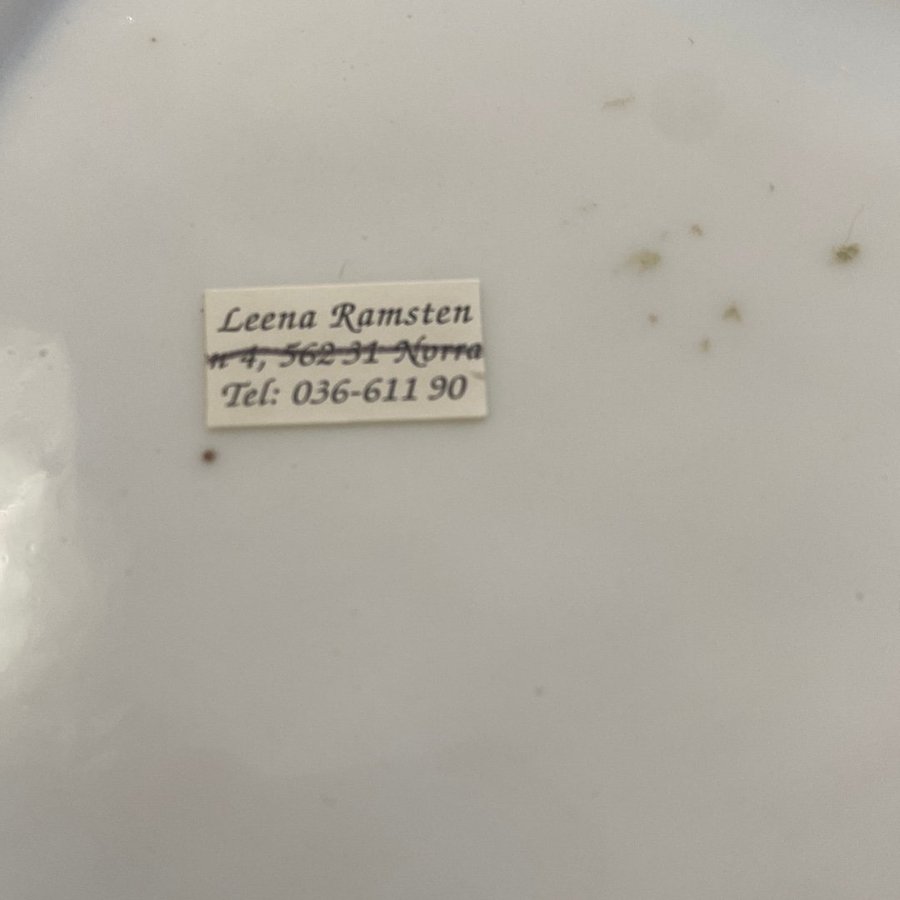 Leena Ramsten
n 4, 562 31 Norra
Tel: 036-611 90